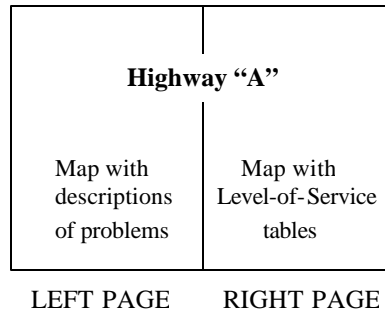 Highway “A”
Map with
descriptions
of problems
Map with
Level-of-Service
tables
LEFT PAGE
RIGHT PAGE